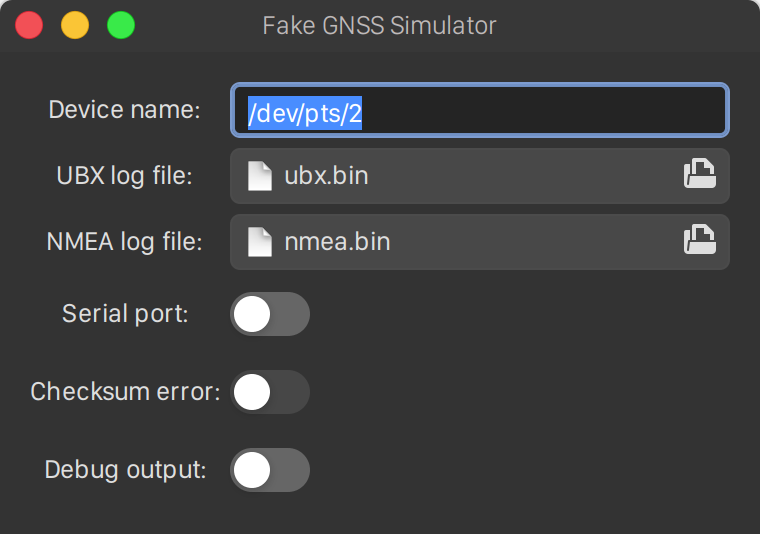 Fake GNSS Simulator
Device name: /dev/pts/2
UBX log file: ubx.bin
NMEA log file: nmea.bin
Serial port:
Checksum error:
Debug output: